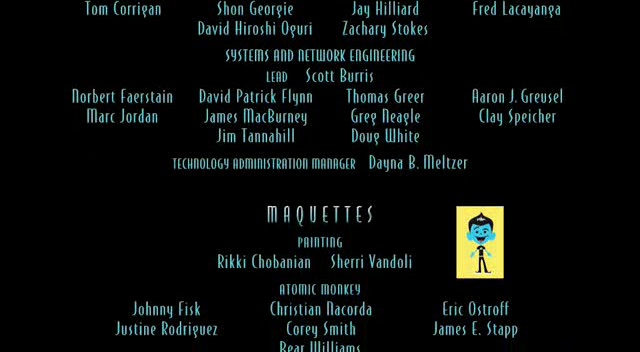 Tom Corrigan Shon Georgie Jay Hilliard Fred Lacayanga
David Hiroshi Oguri Zachary Stokes
SYSTEMS AND NETWORK ENGINEERING
LEAD Scott Burris
Norbert Faerstain David Patrick Flynn Thomas Greer Aaron J. Greusel
Marc Jordan James MacBurney Greg Neagle Clay Speicher
Jim Tannahill Doug White
TECHNOLOGY ADMINISTRATION MANAGER Dayna B. Meltzer
MAQUETTES
PAINTING
Rikki Chobanian Sherri Vandoli
ATOMIC MONKEY
Johnny Fisk Christian Nacorda Eric Ostroff
Justine Rodriguez Corey Smith James E. Stapp
Bear Williams